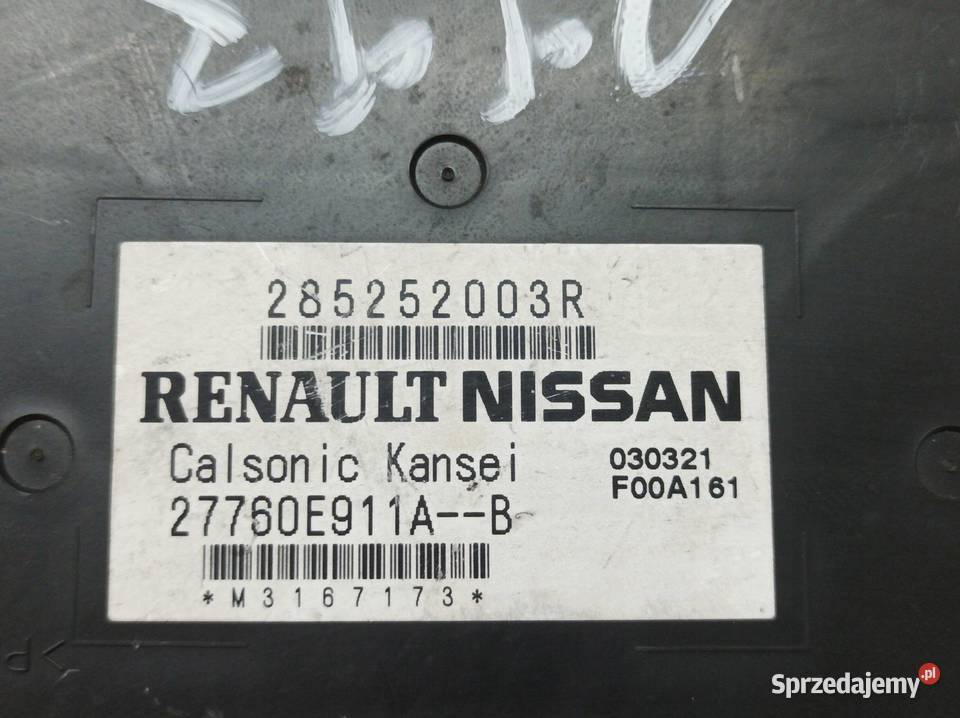 285252003R
RENAULT NISSAN
Calsonic Kansei
030321
27760E911A--B
F00A161
*M3167173*
Sprzedajemy.pl